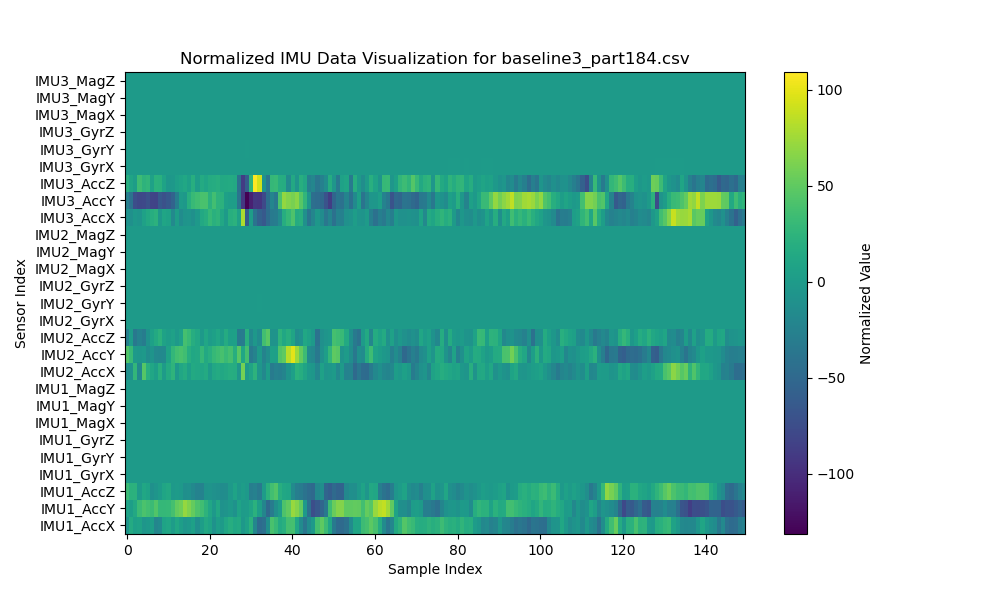 Normalized IMU Data Visualization for baseline3_part184.csv
IMU3_MagZ
IMU3_MagY
IMU3_MagX
IMU3_GyrZ
IMU3_GyrY
IMU3_GyrX
IMU3_AccZ
IMU3_AccY
IMU3_AccX
IMU2_MagZ
IMU2_MagY
IMU2_MagX
IMU2_GyrZ
IMU2_GyrY
IMU2_GyrX
IMU2_AccZ
IMU2_AccY
IMU2_AccX
IMU1_MagZ
IMU1_MagY
IMU1_MagX
IMU1_GyrZ
IMU1_GyrY
IMU1_GyrX
IMU1_AccZ
IMU1_AccY
IMU1_AccX
Sensor Index
0 20 40 60 80 100 120 140
Sample Index
100
50
0
−50
−100
Normalized Value